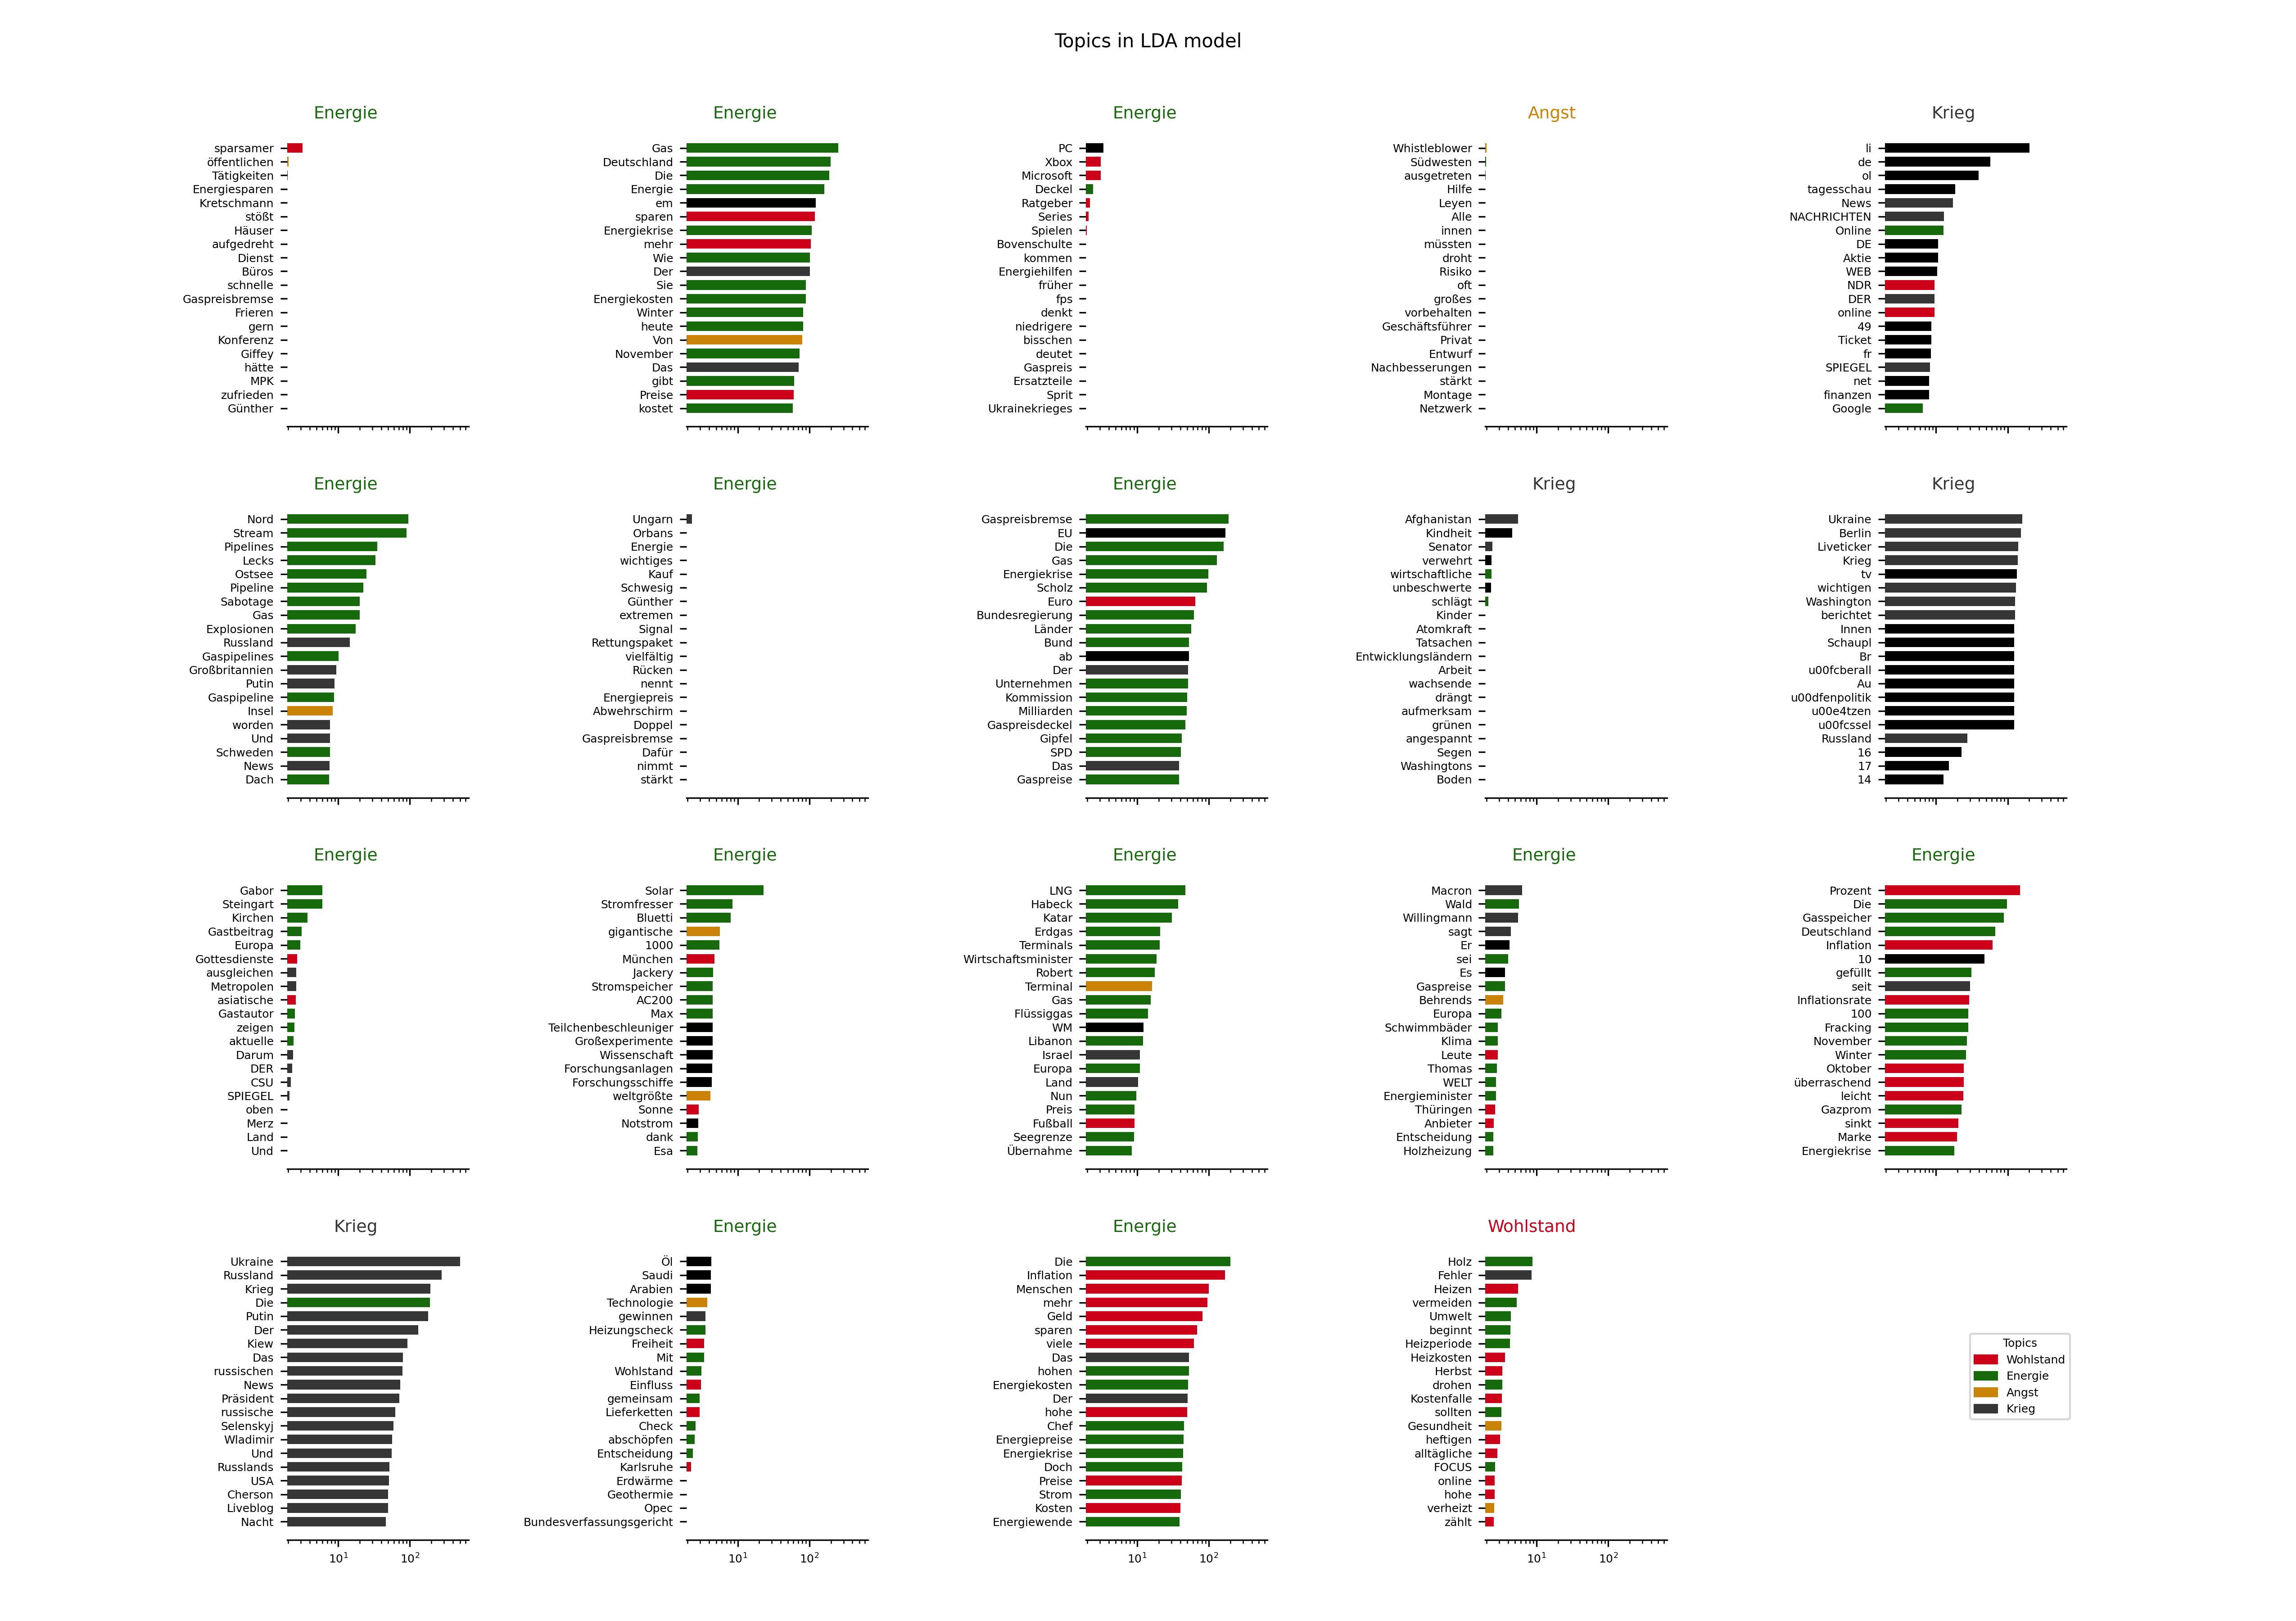 Topics in LDA model
Energie
sparsamer
öffentlichen
Tätigkeiten
Energiesparen
Kretschmann
stößt
Häuser
aufgedreht
Dienst
Büros
schnelle
Gaspreisbremse
Frieren
gern
Konferenz
Giffey
hätte
MPK
zufrieden
Günther
Energie
Gas
Deutschland
Die
Energie
em
sparen
Energiekrise
mehr
Wie
Der
Sie
Energiekosten
Winter
heute
Von
November
Das
gibt
Preise
kostet
Energie
PC
Xbox
Microsoft
Deckel
Ratgeber
Series
Spielen
Bovenschulte
kommen
Energiehilfen
früher
fps
denkt
niedrigere
bisschen
deutet
Gaspreis
Ersatzteile
Sprit
Ukrainekrieges
Angst
Whistleblower
Südwesten
ausgetreten
Hilfe
Leyen
Alle
innen
müssten
droht
Risiko
oft
großes
vorbehalten
Geschäftsführer
Privat
Entwurf
Nachbesserungen
stärkt
Montage
Netzwerk
Krieg
li
de
ol
tagesschau
News
NACHRICHTEN
Online
DE
Aktie
WEB
NDR
DER
online
49
Ticket
fr
SPIEGEL
net
finanzen
Google
Energie
Nord
Stream
Pipelines
Lecks
Ostsee
Pipeline
Sabotage
Gas
Explosionen
Russland
Gaspipelines
Großbritannien
Putin
Gaspipeline
Insel
worden
Und
Schweden
News
Dach
Energie
Ungarn
Orbans
Energie
wichtiges
Kauf
Schwesig
Günther
extremen
Signal
Rettungspaket
vielfältig
Rücken
nennt
Energiepreis
Abwehrschirm
Doppel
Gaspreisbremse
Dafür
nimmt
stärkt
Energie
Gaspreisbremse
EU
Die
Gas
Energiekrise
Scholz
Euro
Bundesregierung
Länder
Bund
ab
Der
Unternehmen
Kommission
Milliarden
Gaspreisdeckel
Gipfel
SPD
Das
Gaspreise
Krieg
Afghanistan
Kindheit
Senator
verwehrt
wirtschaftliche
unbeschwerte
schlägt
Kinder
Atomkraft
Tatsachen
Entwicklungsländern
Arbeit
wachsende
drängt
aufmerksam
grünen
angespannt
Segen
Washingtons
Boden
Krieg
Ukraine
Berlin
Liveticker
Krieg
tv
wichtigen
Washington
berichtet
Innen
Schaupl
Br
u00fcberall
Au
u00dfenpolitik
u00e4tzen
u00fcssel
Russland
16
17
14
Energie
Gabor
Steingart
Kirchen
Gastbeitrag
Europa
Gottesdienste
ausgleichen
Metropolen
asiatische
Gastautor
zeigen
aktuelle
Darum
DER
CSU
SPIEGEL
oben
Merz
Land
Und
Energie
Solar
Stromfresser
Bluetti
gigantische
1000
München
Jackery
Stromspeicher
AC200
Max
Teilchenbeschleuniger
Großexperimente
Wissenschaft
Forschungsanlagen
Forschungsschiffe
weltgrößte
Sonne
Notstrom
dank
Esa
Energie
LNG
Habeck
Katar
Erdgas
Terminals
Wirtschaftsminister
Robert
Terminal
Gas
Flüssiggas
WM
Libanon
Israel
Europa
Land
Nun
Preis
Fußball
Seegrenze
Übernahme
Energie
Macron
Wald
Willingmann
sagt
Er
sei
Es
Gaspreise
Behrends
Europa
Schwimmbäder
Klima
Leute
Thomas
WELT
Energieminister
Thüringen
Anbieter
Entscheidung
Holzheizung
Energie
Prozent
Die
Gasspeicher
Deutschland
Inflation
10
gefüllt
seit
Inflationsrate
100
Fracking
November
Winter
Oktober
überraschend
leicht
Gazprom
sinkt
Marke
Energiekrise
Krieg
Ukraine
Russland
Krieg
Die
Putin
Der
Kiew
Das
russischen
News
Präsident
russische
Selenskyj
Wladimir
Und
Russlands
USA
Cherson
Liveblog
Nacht
10¹ 10²
Energie
Öl
Saudi
Arabien
Technologie
gewinnen
Heizungscheck
Freiheit
Mit
Wohlstand
Einfluss
gemeinsam
Lieferketten
Check
abschöpfen
Entscheidung
Karlsruhe
Erdwärme
Geothermie
Opec
Bundesverfassungsgericht
10¹ 10²
Energie
Die
Inflation
Menschen
mehr
Geld
sparen
viele
Das
hohen
Energiekosten
Der
hohe
Chef
Energiepreise
Energiekrise
Doch
Preise
Strom
Kosten
Energiewende
10¹ 10²
Wohlstand
Holz
Fehler
Heizen
vermeiden
Umwelt
beginnt
Heizperiode
Heizkosten
Herbst
drohen
Kostenfalle
sollten
Gesundheit
heftigen
alltägliche
FOCUS
online
hohe
verheizt
zählt
10¹ 10²
Topics
Wohlstand
Energie
Angst
Krieg